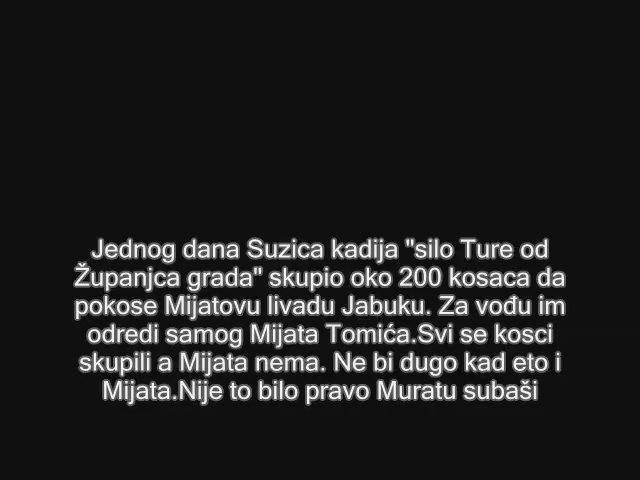 Jednog dana Suzica kadija "silo Ture od
Županjca grada" skupio oko 200 kosaca da
pokose Mijatovu livadu Jabuku. Za vođu im
odredi samog Mijata Tomića.Svi se kosci
skupili a Mijata nema. Ne bi dugo kad eto i
Mijata.Nije to bilo pravo Muratu subaši